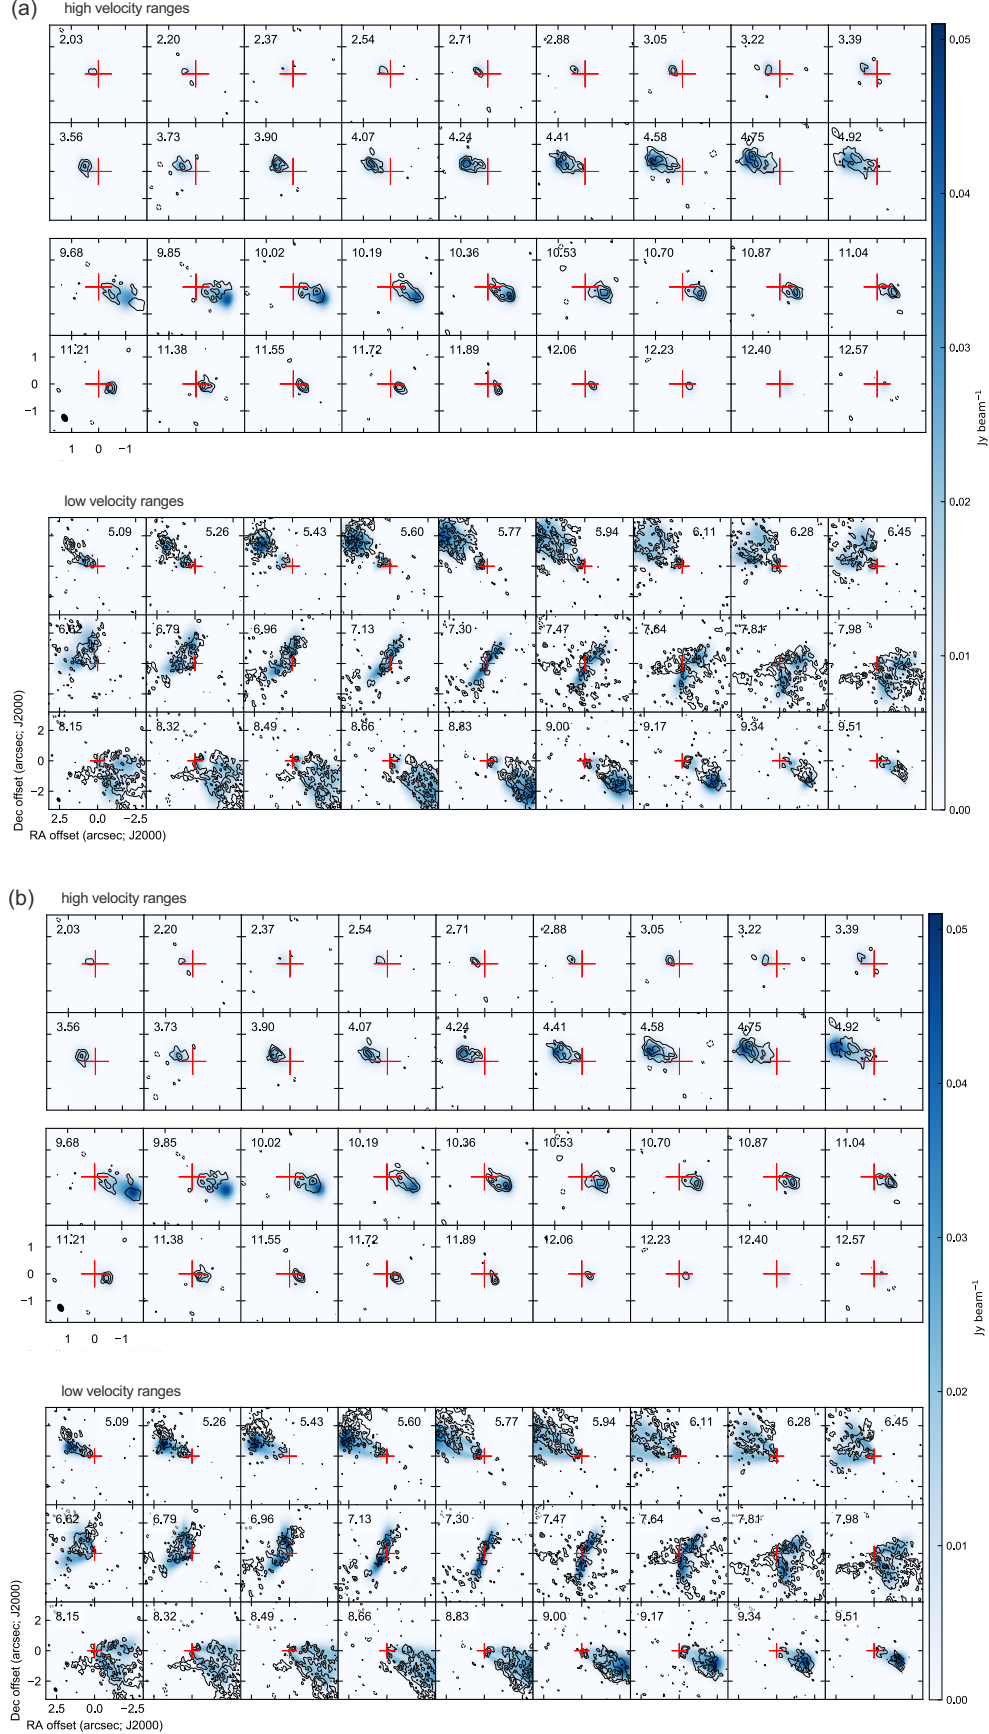 (a)
high velocity ranges
2.03 2.20 2.37 2.54 2.71 2.88 3.05 3.22 3.39
0.05
3.56 3.73 3.90 4.07 4.24 4.41 4.58 4.75 4.92
0.04
9.68 9.85 10.02 10.19 10.36 10.53 10.70 10.87 11.04
0.03
11.21 11.38 11.55 11.72 11.89 12.06 12.23 12.40 12.57
1
0
−1
1 0 −1
Jy beam−1
low velocity ranges
0.02
5.09 5.26 5.43 5.60 5.77 5.94 6.11 6.28 6.45
6.62 6.79 6.96 7.13 7.30 7.47 7.64 7.81 7.98
0.01
8.15 8.32 8.49 8.66 8.83 9.00 9.17 9.34 9.51
2
0
−2
0.00
Dec offset (arcsec; J2000)
2.5 0.0 −2.5
RA offset (arcsec; J2000)
(b)
high velocity ranges
2.03 2.20 2.37 2.54 2.71 2.88 3.05 3.22 3.39
0.05
3.56 3.73 3.90 4.07 4.24 4.41 4.58 4.75 4.92
0.04
9.68 9.85 10.02 10.19 10.36 10.53 10.70 10.87 11.04
0.03
11.21 11.38 11.55 11.72 11.89 12.06 12.23 12.40 12.57
1
0
−1
1 0 −1
Jy beam−1
low velocity ranges
0.02
5.09 5.26 5.43 5.60 5.77 5.94 6.11 6.28 6.45
6.62 6.79 6.96 7.13 7.30 7.47 7.64 7.81 7.98
0.01
8.15 8.32 8.49 8.66 8.83 9.00 9.17 9.34 9.51
2
0
−2
0.00
Dec offset (arcsec; J2000)
2.5 0.0 −2.5
RA offset (arcsec; J2000)